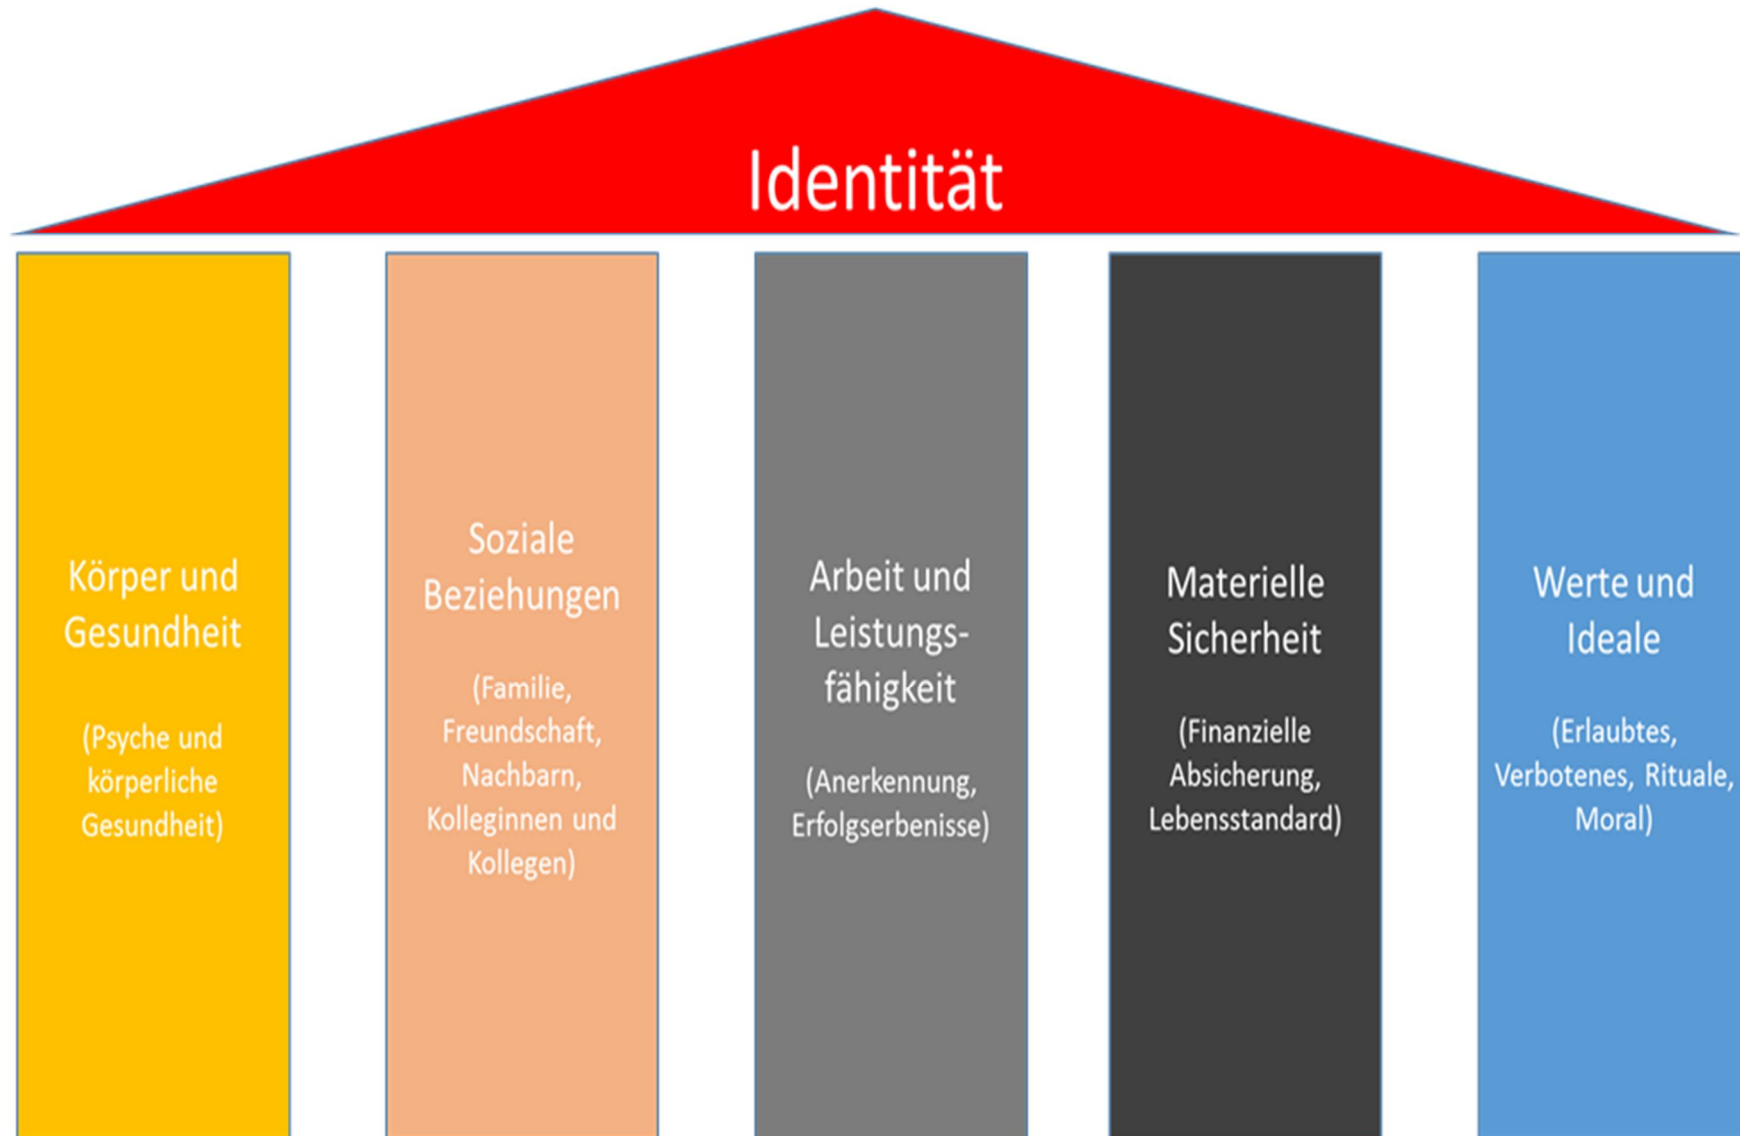 Identität
Körper und
Gesundheit
(Psyche und
körperliche
Gesundheit)
Soziale
Beziehungen
(Familie,
Freundschaft,
Nachbarn,
Kolleginnen und
Kollegen)
Arbeit und
Leistungs-
fähigkeit
(Anerkennung,
Erfolgserbenisse)
Materielle
Sicherheit
(Finanzielle
Absicherung,
Lebensstandard)
Werte und
Ideale
(Erlaubtes,
Verbotenes, Rituale,
Moral)